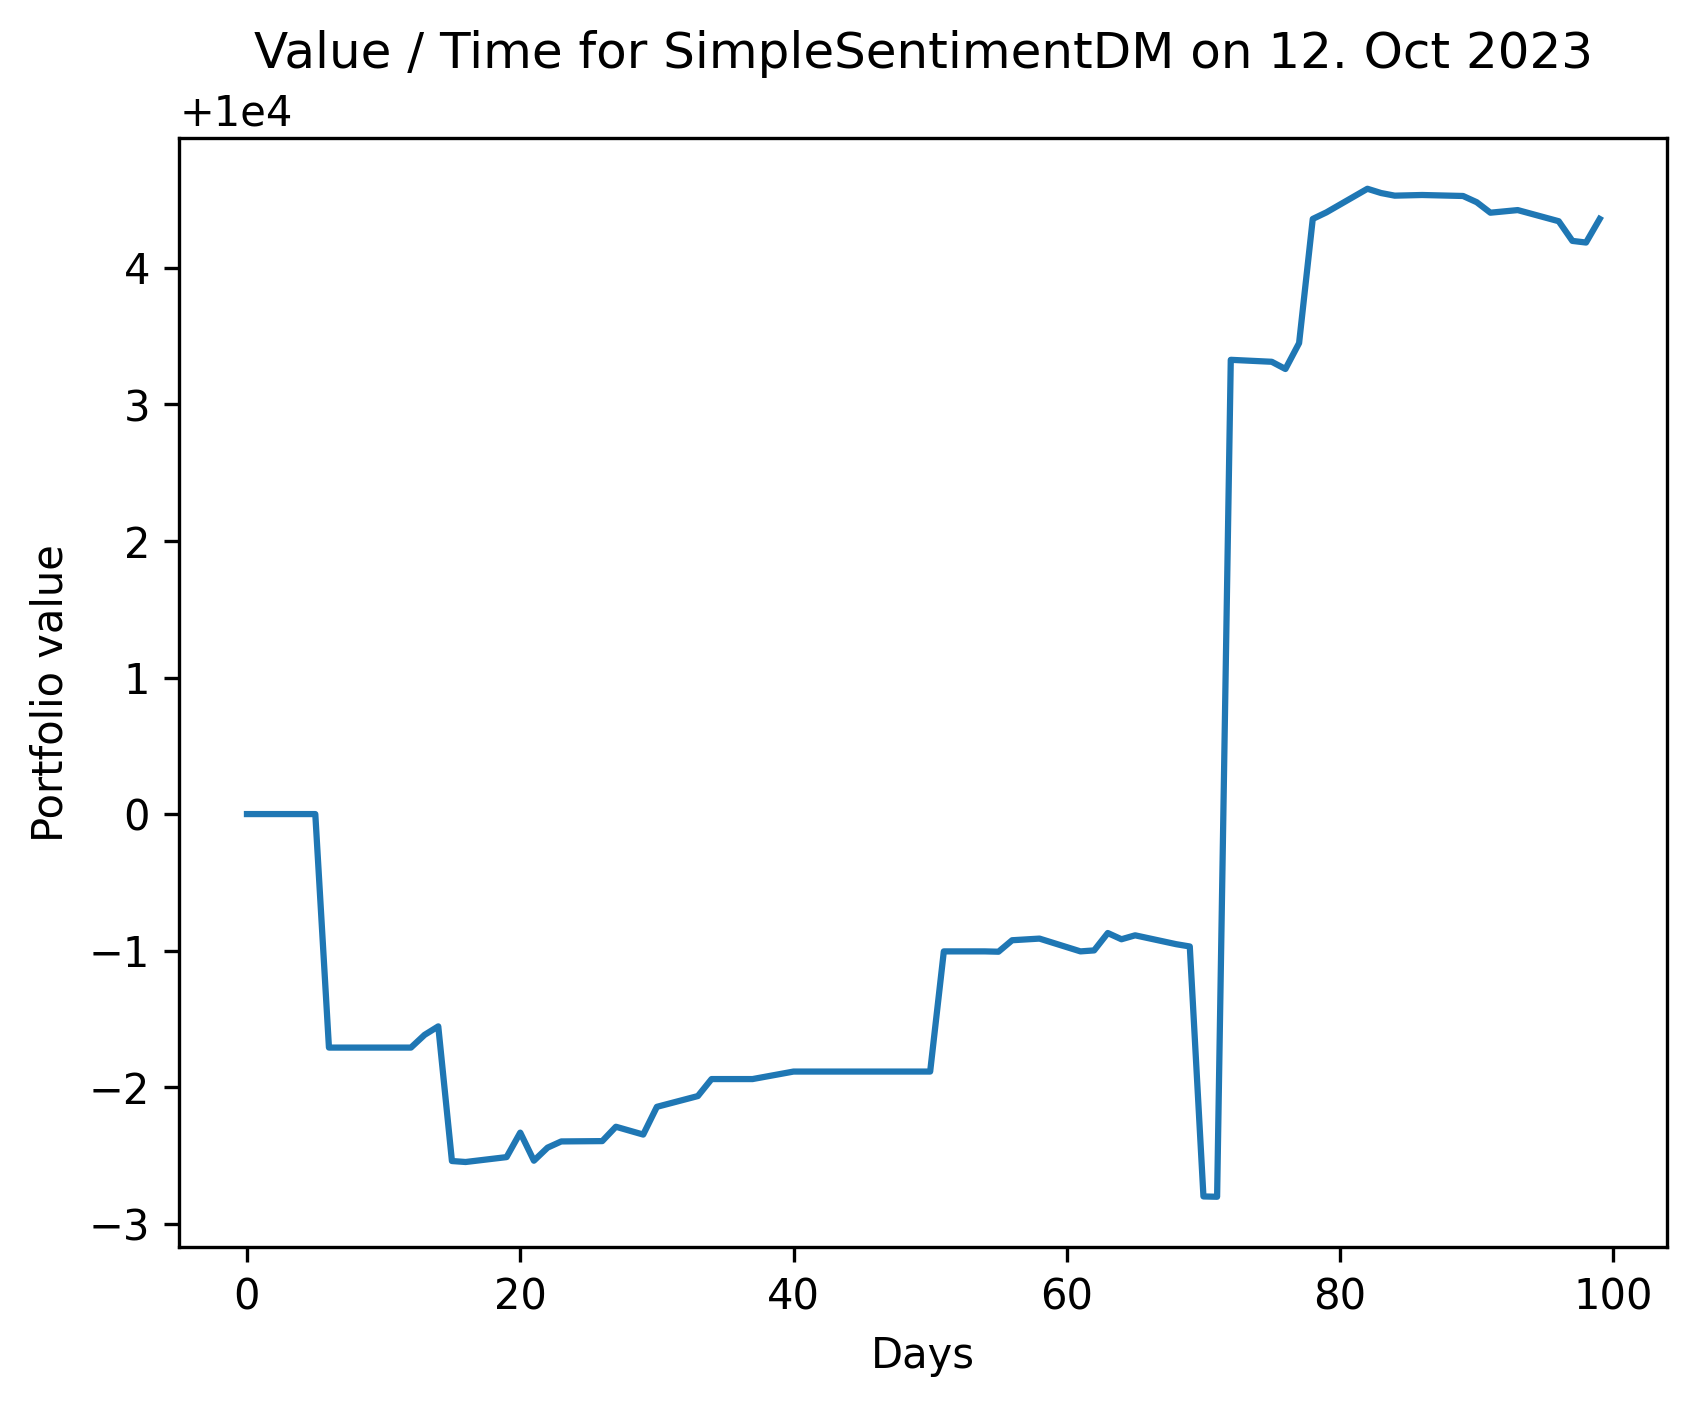 Value / Time for SimpleSentimentDM on 12. Oct 2023
+1e4
4
3
2
1
0
−1
−2
−3
Portfolio value
0 20 40 60 80 100
Days